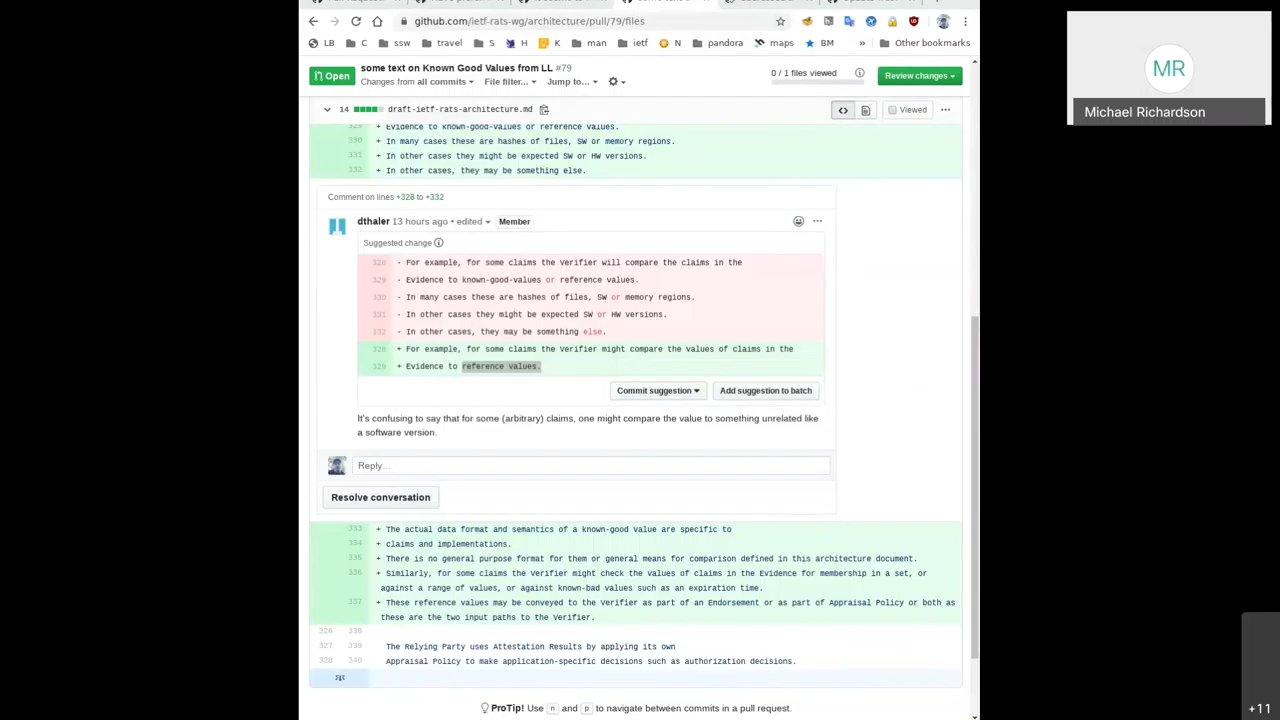 github.com/ietf-rats-wg/architecture/pull/79/files
LB C ssw travel S H K man ietf N pandora maps BM » Other bookmarks
Open
some text on Known Good Values from LL #79
Changes from all commits File filter... Jump to...
0 / 1 files viewed
Review changes
14 draft-ietf-rats-architecture.md
Viewed
329 + Evidence to known-good-values or reference values.
330 + In many cases these are hashes of files, SW or memory regions.
331 + In other cases they might be expected SW or HW versions.
332 + In other cases, they may be something else.
Comment on lines +328 to +332
dthaler 13 hours ago • edited Member
Suggested change
328 - For example, for some claims the Verifier will compare the claims in the
329 - Evidence to known-good-values or reference values.
330 - In many cases these are hashes of files, SW or memory regions.
331 - In other cases they might be expected SW or HW versions.
332 - In other cases, they may be something else.
328 + For example, for some claims the Verifier might compare the values of claims in the
329 + Evidence to reference values.
Commit suggestion Add suggestion to batch
It's confusing to say that for some (arbitrary) claims, one might compare the value to something unrelated like
a software version.
Reply...
Resolve conversation
333 + The actual data format and semantics of a known-good value are specific to
334 + claims and implementations.
335 + There is no general purpose format for them or general means for comparison defined in this architecture document.
336 + Similarly, for some claims the Verifier might check the values of claims in the Evidence for membership in a set, or
against a range of values, or against known-bad values such as an expiration time.
337 + These reference values may be conveyed to the Verifier as part of an Endorsement or as part of Appraisal Policy or both as
these are the two input paths to the Verifier.
326 338
327 339 The Relying Party uses Attestation Results by applying its own
328 340 Appraisal Policy to make application-specific decisions such as authorization decisions.
ProTip! Use n and p to navigate between commits in a pull request.
MR
Michael Richardson
+11